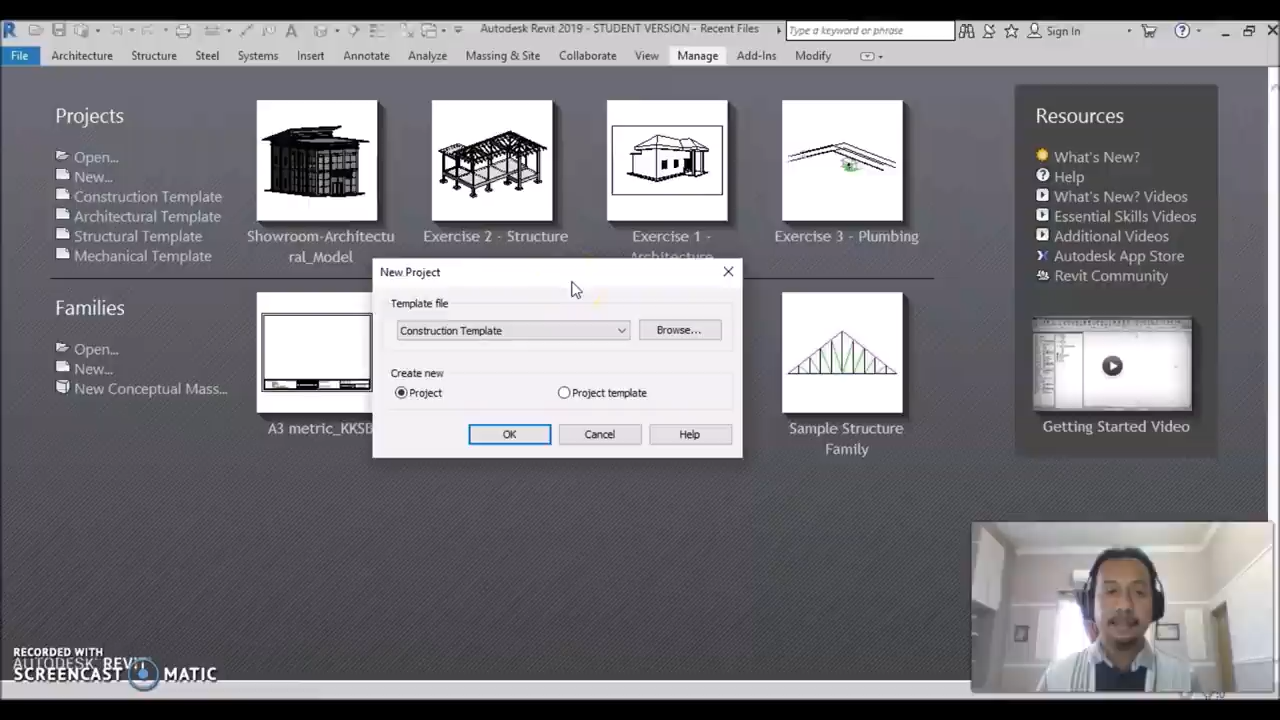 Autodesk Revit 2019 - STUDENT VERSION - Recent Files
Type a keyword or phrase
Sign In
File
Architecture
Structure
Steel
Systems
Insert
Annotate
Analyze
Massing & Site
Collaborate
View
Manage
Add-Ins
Modify
Projects
Open...
New...
Construction Template
Architectural Template
Structural Template
Mechanical Template
Showroom-Architectu
ral_Model
Exercise 2 - Structure
Exercise 1 -
Architecture
Exercise 3 - Plumbing
Resources
What's New?
Help
What's New? Videos
Essential Skills Videos
Additional Videos
Autodesk App Store
Revit Community
Getting Started Video
Families
Open...
New...
New Conceptual Mass...
A3 metric_KKSB
Sample Structure
Family
New Project
Template file
Construction Template
Browse...
Create new
Project
Project template
OK
Cancel
Help
RECORDED WITH
AUTODESK REVIT
SCREENCAST MATIC